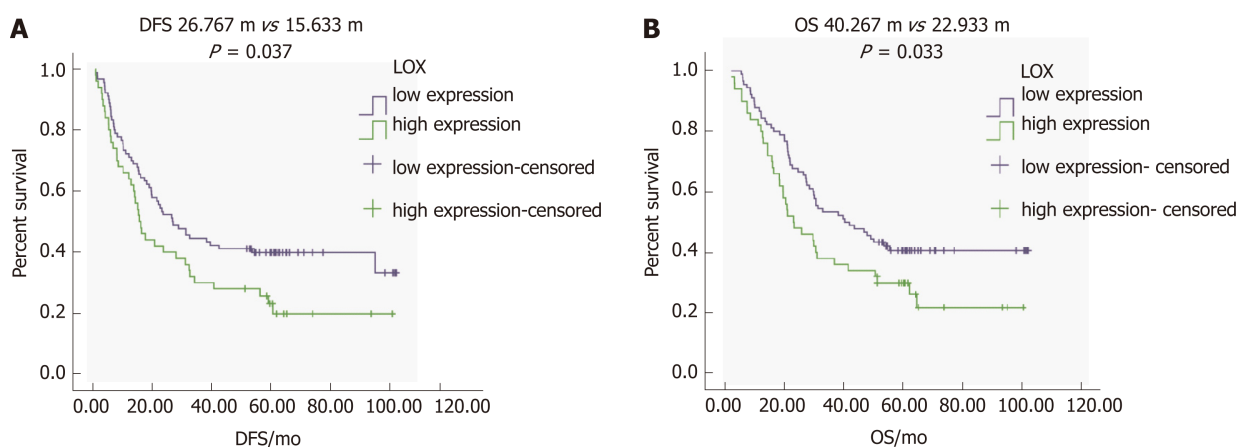 A
DFS 26.767 m vs 15.633 m
P = 0.037
LOX
low expression
high expression
low expression-censored
high expression-censored
Percent survival
1.0
0.8
0.6
0.4
0.2
0.0
0.00 20.00 40.00 60.00 80.00 100.00 120.00
DFS/mo
B
OS 40.267 m vs 22.933 m
P = 0.033
LOX
low expression
high expression
low expression- censored
high expression- censored
Percent survival
1.0
0.8
0.6
0.4
0.2
0.0
0.00 20.00 40.00 60.00 80.00 100.00 120.00
OS/mo